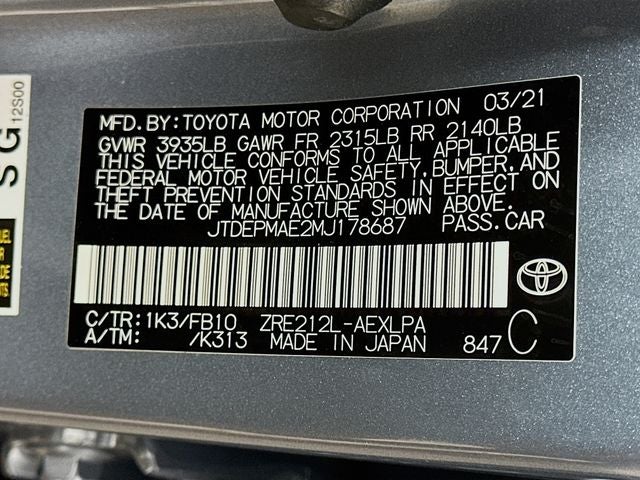 MFD.BY:TOYOTA MOTOR CORPORATION 03/21
GVWR 3935LB GAWR FR 2315LB RR 2140LB
THIS VEHICLE CONFORMS TO ALL APPLICABLE
FEDERAL MOTOR VEHICLE SAFETY,BUMPER,AND
THEFT PREVENTION STANDARDS IN EFFECT ON
THE DATE OF MANUFACTURE SHOWN ABOVE.
JTDEPMAE2MJ178687 PASS.CAR
C/TR:1K3/FB10 ZRE212L-AEXLPA
A/TM: /K313 MADE IN JAPAN 847 C
SG
12S00